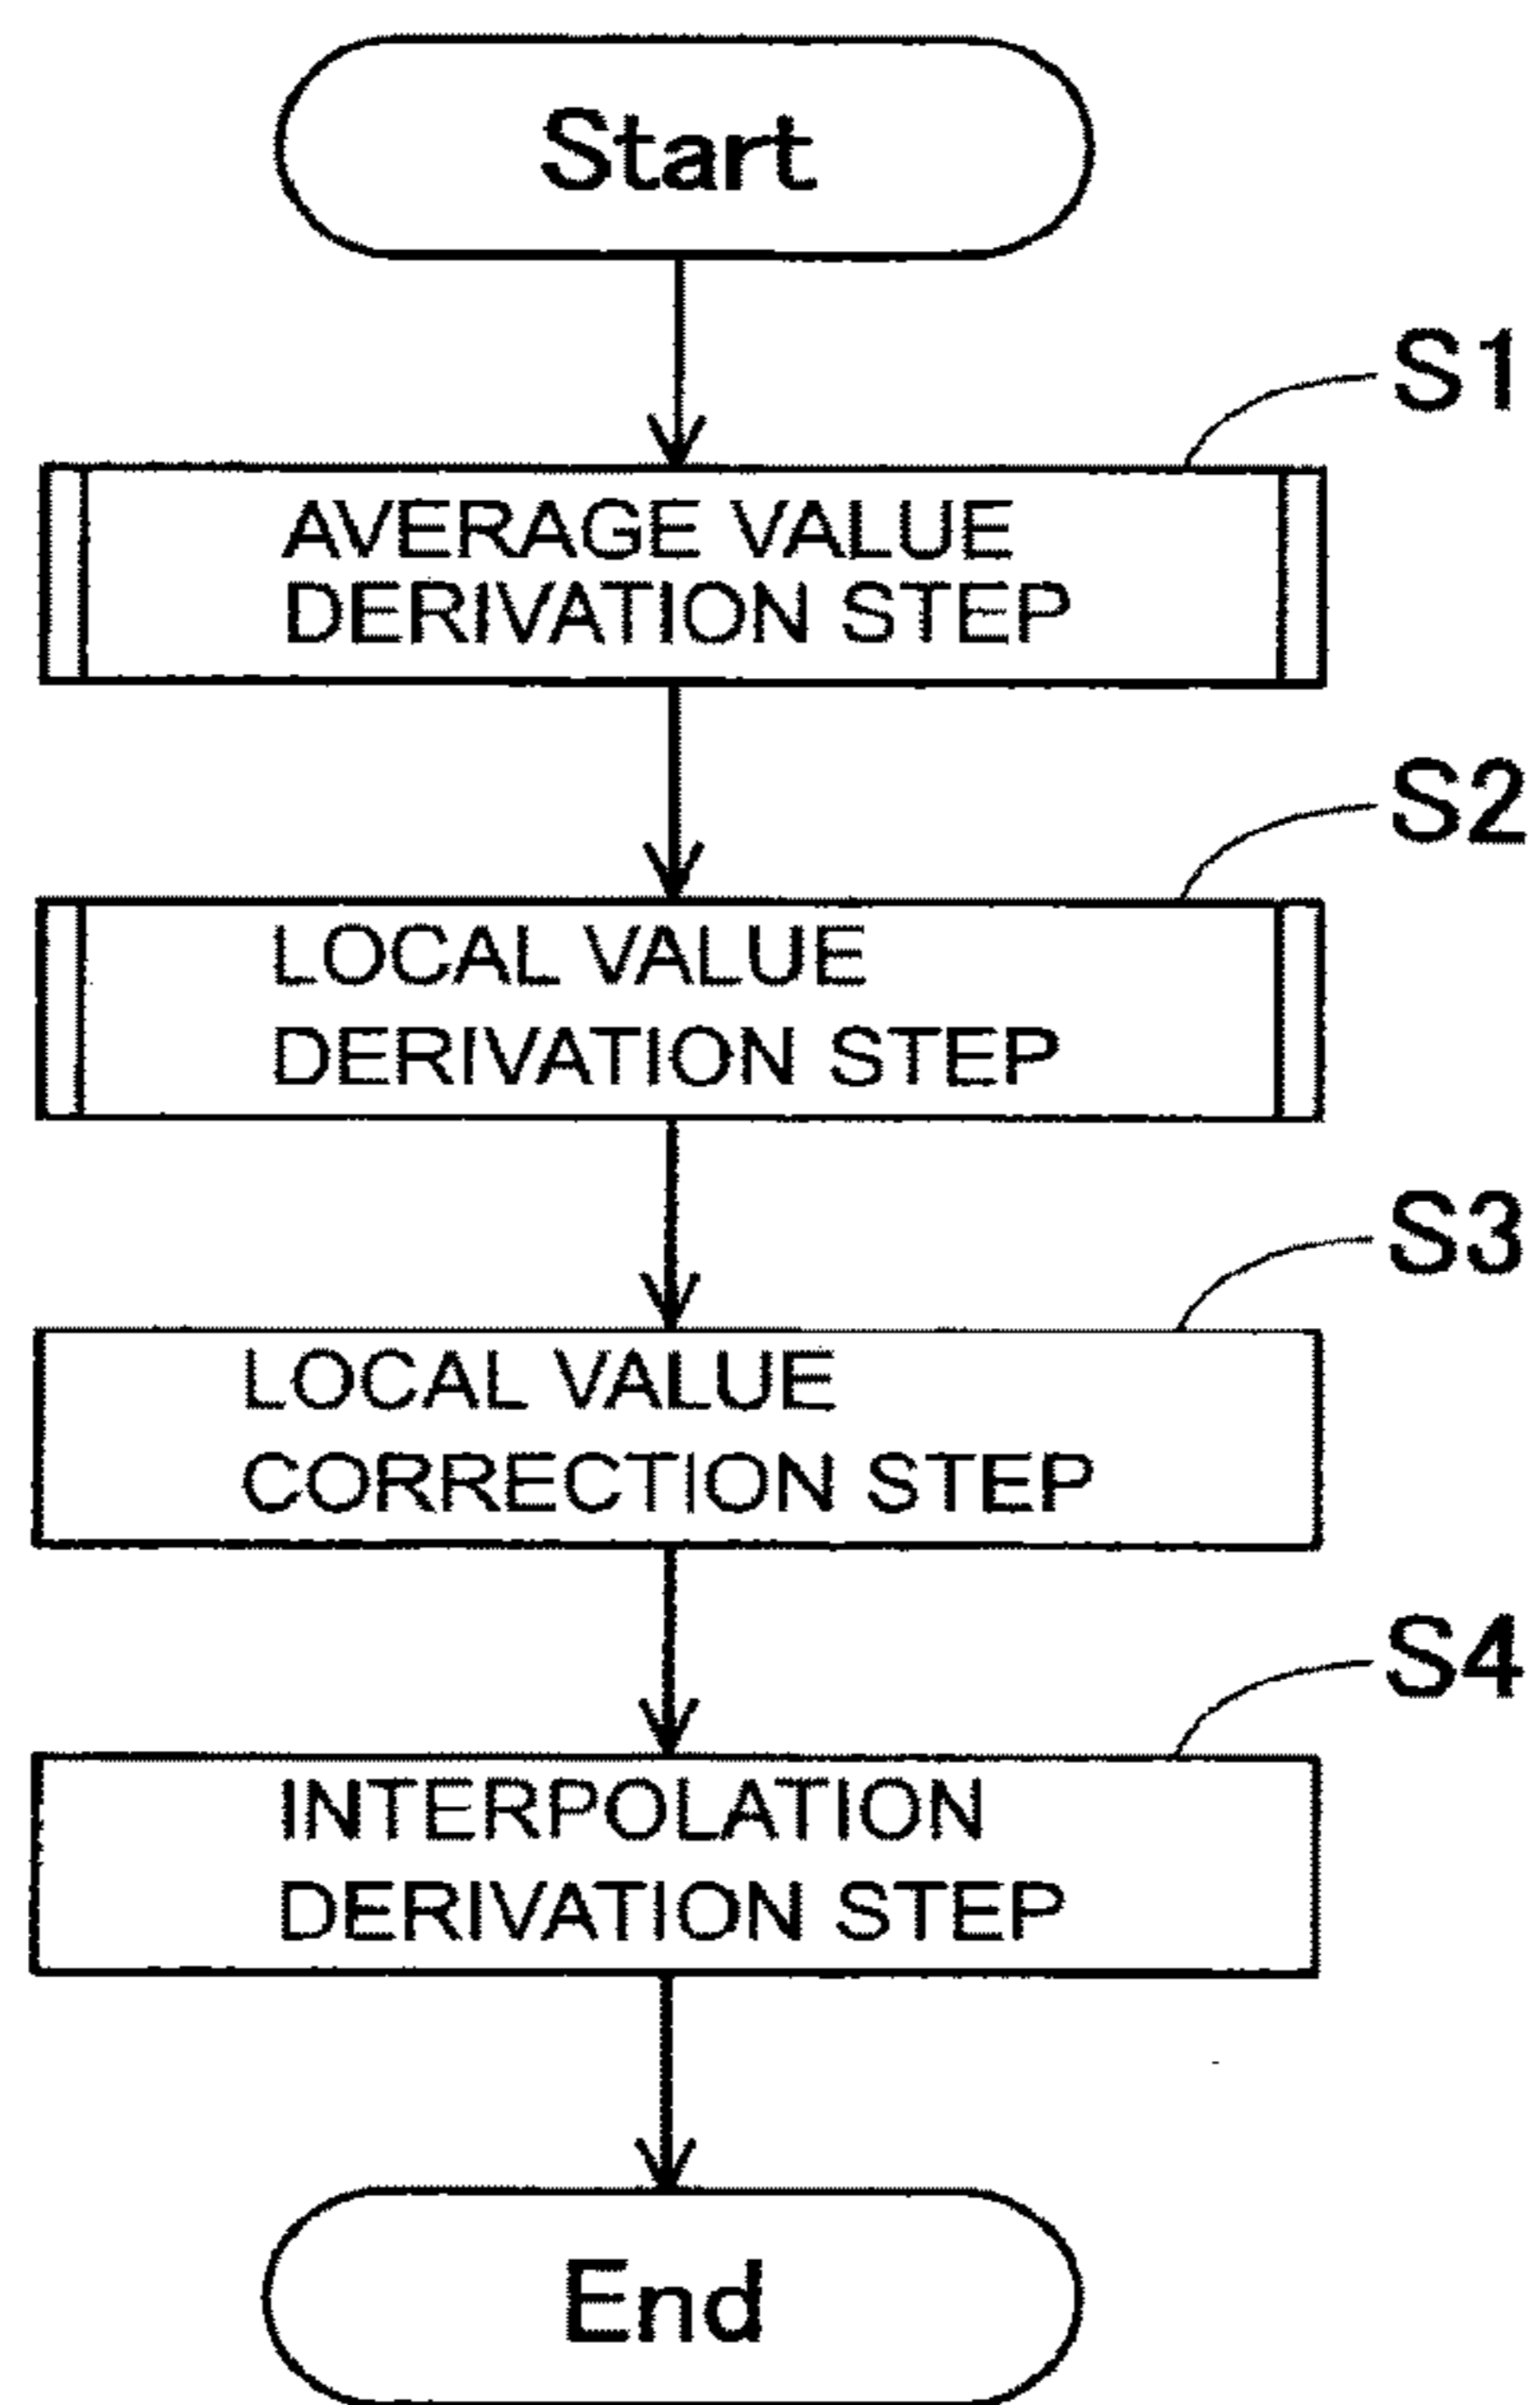 Start
S1
AVERAGE VALUE
DERIVATION STEP
S2
LOCAL VALUE
DERIVATION STEP
S3
LOCAL VALUE
CORRECTION STEP
S4
INTERPOLATION
DERIVATION STEP
End